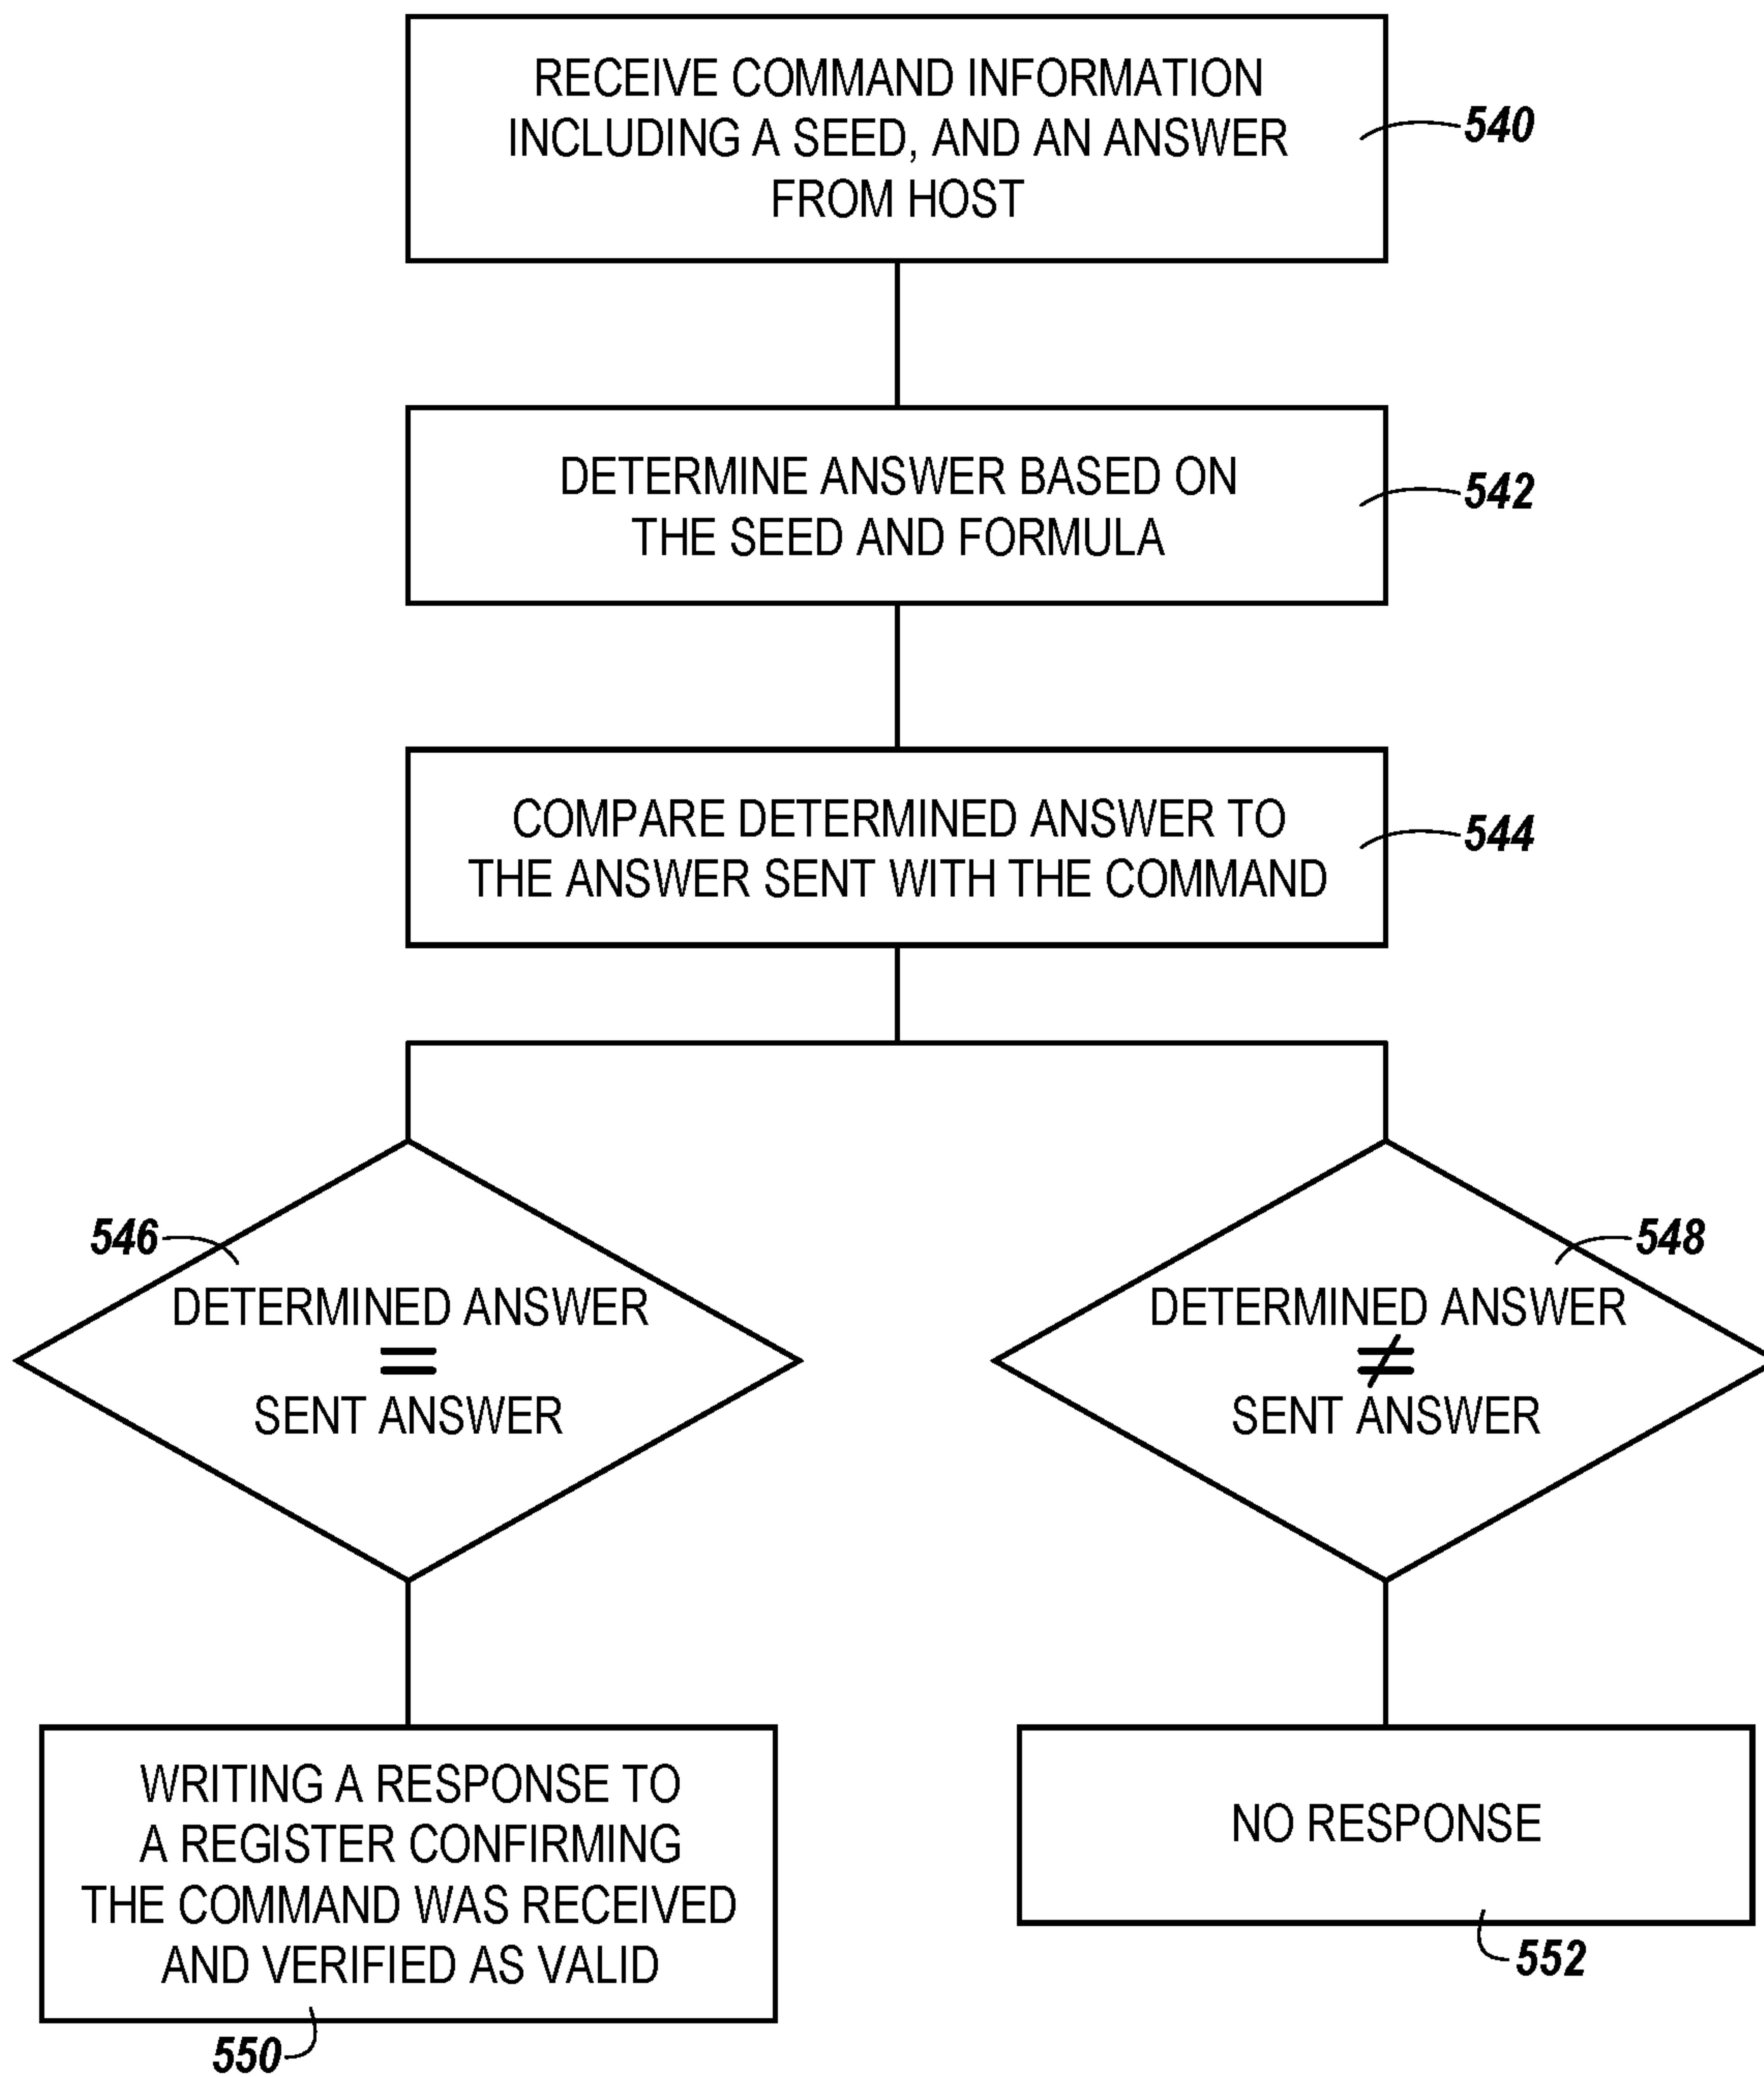 RECEIVE COMMAND INFORMATION
INCLUDING A SEED, AND AN ANSWER
FROM HOST
540
DETERMINE ANSWER BASED ON
THE SEED AND FORMULA
542
COMPARE DETERMINED ANSWER TO
THE ANSWER SENT WITH THE COMMAND
544
546
DETERMINED ANSWER
=
SENT ANSWER
548
DETERMINED ANSWER
≠
SENT ANSWER
WRITING A RESPONSE TO
A REGISTER CONFIRMING
THE COMMAND WAS RECEIVED
AND VERIFIED AS VALID
550
NO RESPONSE
552